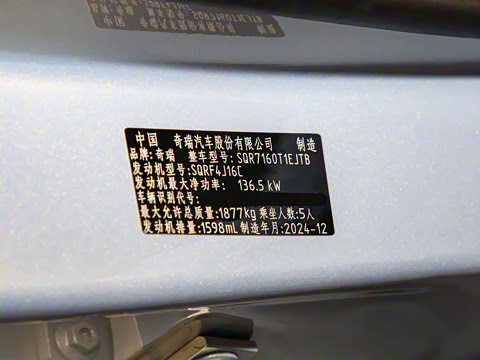 中国 奇瑞汽车股份有限公司 制造
品牌:奇瑞 整车型号:SQR7160T1EJTB
发动机型号:SQRF4J16C
发动机最大净功率: 136.5 kW
车辆识别代号:
最大允许总质量:1877kg 乘坐人数:5人
发动机排量:1598mL 制造年月:2024-12